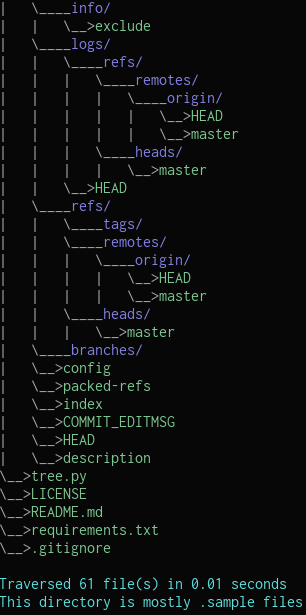 |   \____info/
|   |   \__>exclude
|   \____logs/
|   |   \____refs/
|   |   |   \____remotes/
|   |   |   |   \____origin/
|   |   |   |   |   \__>HEAD
|   |   |   |   |   \__>master
|   |   |   \____heads/
|   |   |   |   \__>master
|   |   \__>HEAD
|   \____refs/
|   |   \____tags/
|   |   \____remotes/
|   |   |   \____origin/
|   |   |   |   \__>HEAD
|   |   |   |   \__>master
|   |   \____heads/
|   |   |   \__>master
|   \____branches/
|   \__>config
|   \__>packed-refs
|   \__>index
|   \__>COMMIT_EDITMSG
|   \__>HEAD
|   \__>description
\__>tree.py
\__>LICENSE
\__>README.md
\__>requirements.txt
\__>.gitignore
Traversed 61 file(s) in 0.01 seconds
This directory is mostly .sample files